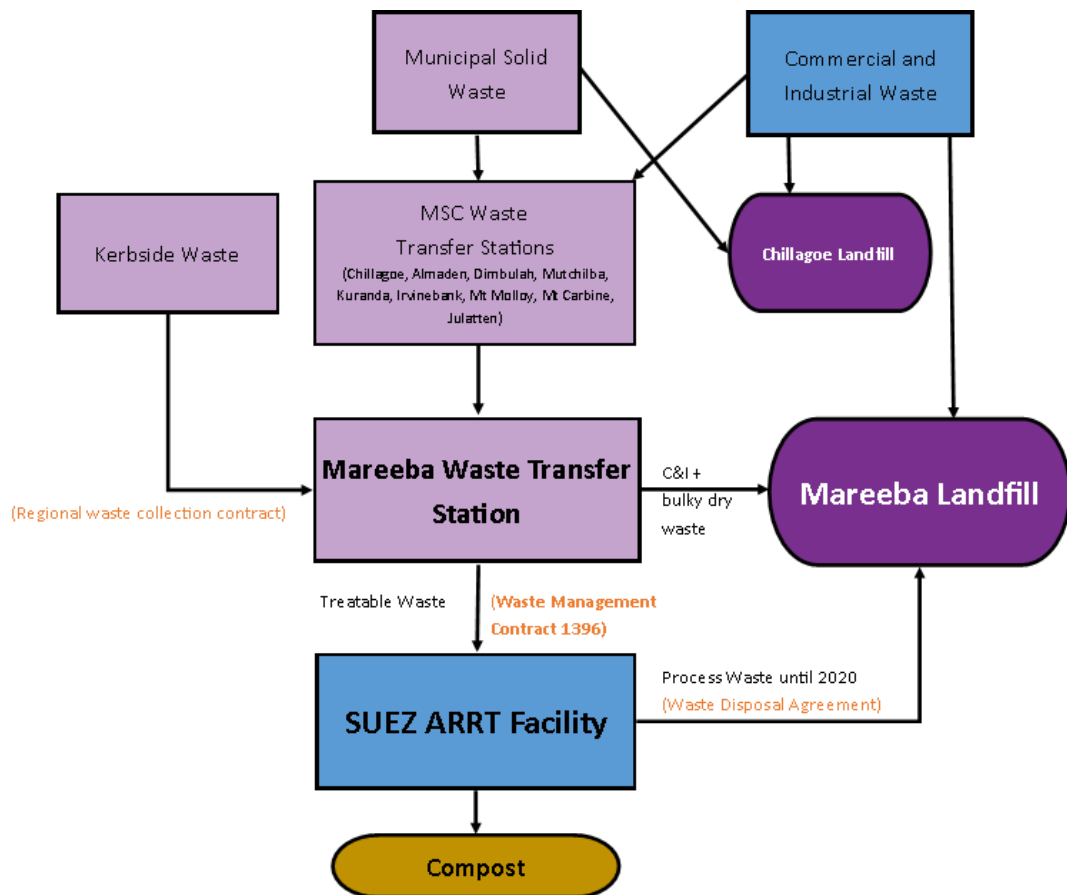 Municipal Solid
Waste
Commercial and
Industrial Waste
Kerbside Waste
MSC Waste
Transfer Stations
(Chillagoe, Almaden, Dimbulah, Mutchilba,
Kuranda, Irvinebank, Mt Molloy, Mt Carbine,
Julatten)
Chillagoe Landfill
Mareeba Waste Transfer
Station
C&I +
bulky dry
waste
Mareeba Landfill
(Regional waste collection contract)
Treatable Waste
(Waste Management
Contract 1396)
SUEZ ARRT Facility
Process Waste until 2020
(Waste Disposal Agreement)
Compost